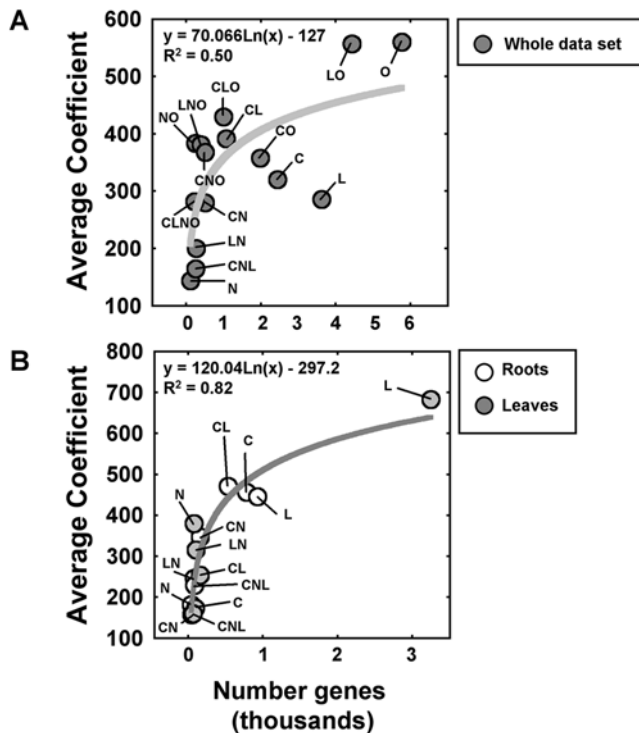 A
y = 70.066Ln(x) - 127
R² = 0.50
Average Coefficient
600
500
400
300
200
100
0 1 2 3 4 5 6
LO
O
CLO
LNO
NO
CL
CO
CNO
C
L
CLNO
CN
LN
CNL
N
Whole data set
B
y = 120.04Ln(x) - 297.2
R² = 0.82
Average Coefficient
800
700
600
500
400
300
200
100
0 1 2 3
L
CL
C
L
N
CN
LN
LN
CL
CNL
N
C
CN
CNL
Roots
Leaves
Number genes
(thousands)